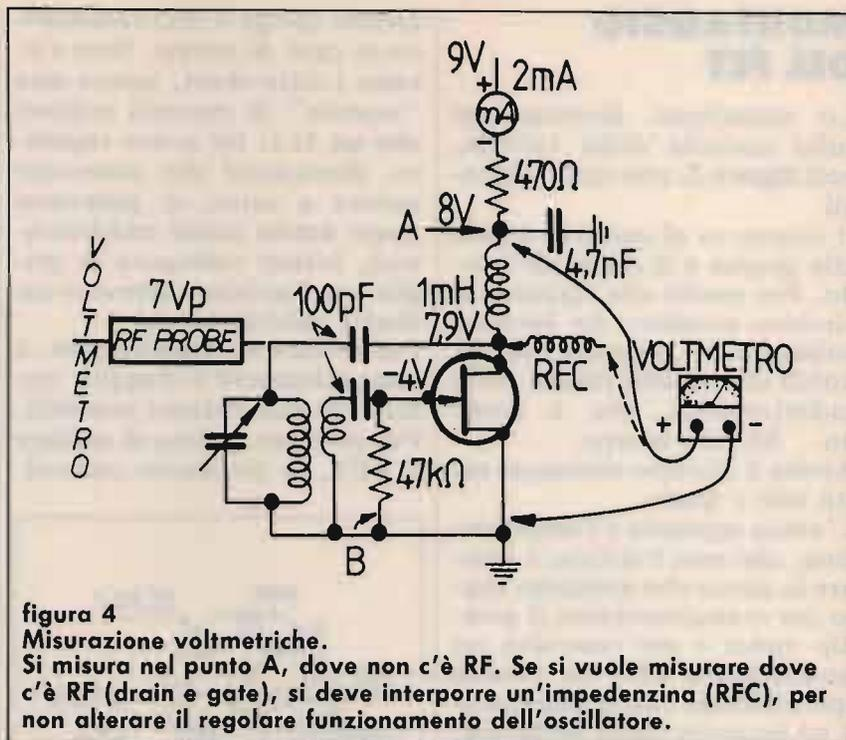 9V
+ 2mA
mA
-
470Ω
A 8V
4,7nF
VOLTMETRO
7Vp
RF PROBE
100pF
1mH
7,9V
RFC
-4V
VOLTMETRO
+ -
47kΩ
B
figura 4
Misurazione voltmetriche.
Si misura nel punto A, dove non c'è RF. Se si vuole misurare dove
c'è RF (drain e gate), si deve interporre un'impedenzina (RFC), per
non alterare il regolare funzionamento dell'oscillatore.